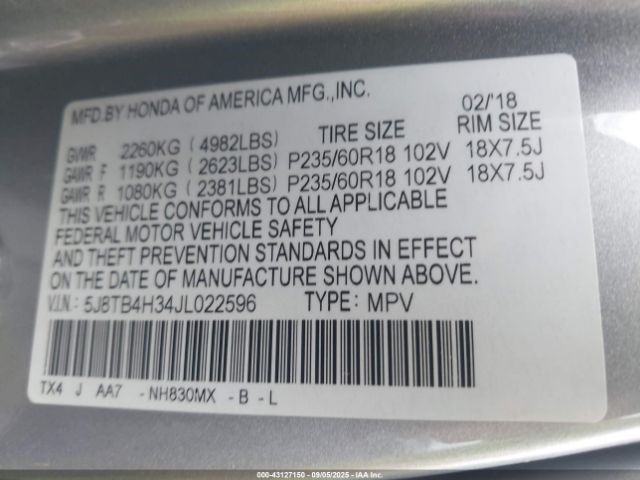 MFD.BY HONDA OF AMERICA MFG.,INC. 02/'18
TIRE SIZE RIM SIZE
GVWR 2260KG ( 4982LBS)
GAWR F 1190KG ( 2623LBS) P235/60R18 102V 18X7.5J
GAWR R 1080KG ( 2381LBS) P235/60R18 102V 18X7.5J
THIS VEHICLE CONFORMS TO ALL APPLICABLE
FEDERAL MOTOR VEHICLE SAFETY
AND THEFT PREVENTION STANDARDS IN EFFECT
ON THE DATE OF MANUFACTURE SHOWN ABOVE.
V.I.N.: 5J8TB4H34JL022596 TYPE: MPV
TX4 J AA7 - NH830MX - B - L
000-43127150 - 09/05/2025 - IAA Inc.